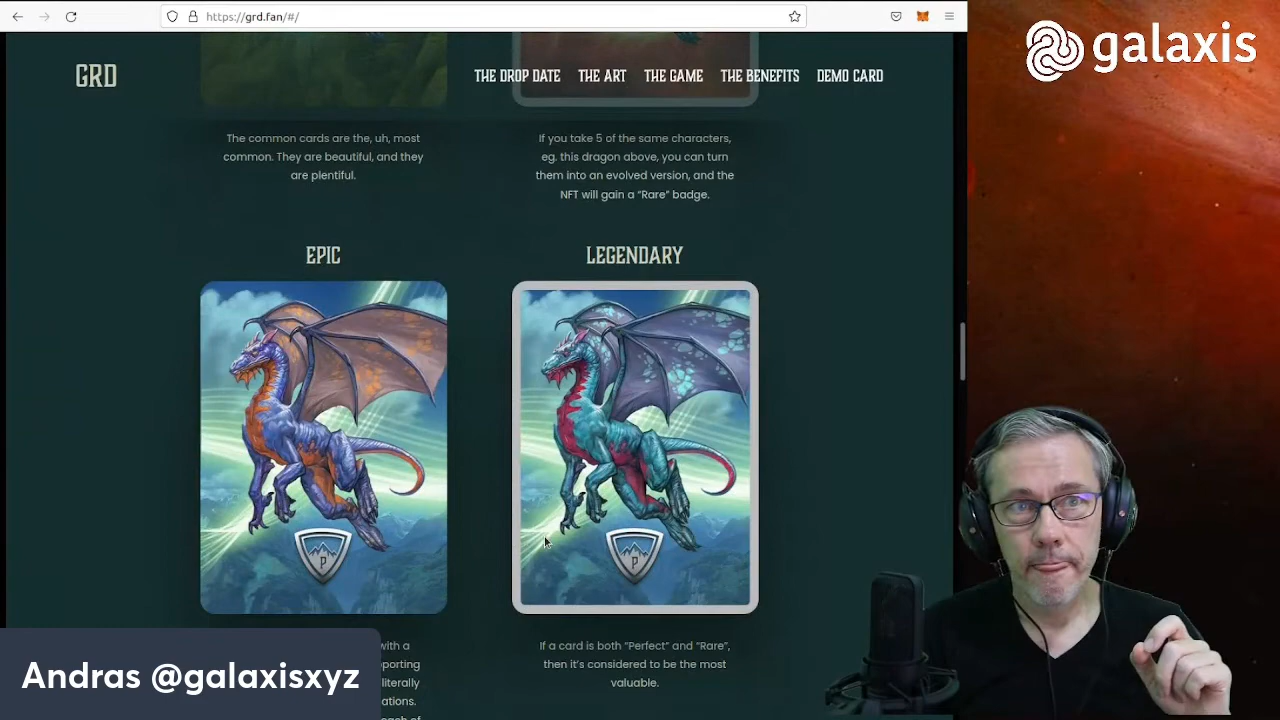 https://grd.fan/#/
galaxis
GRD
THE DROP DATE THE ART THE GAME THE BENEFITS DEMO CARD
The common cards are the, uh, most
common. They are beautiful, and they
are plentiful.
If you take 5 of the same characters,
eg. this dragon above, you can turn
them into an evolved version, and the
NFT will gain a “Rare” badge.
EPIC
LEGENDARY
P
P
with a
porting
literally
ations.
If a card is both “Perfect” and “Rare”,
then it’s considered to be the most
valuable.
Andras @galaxisxyz